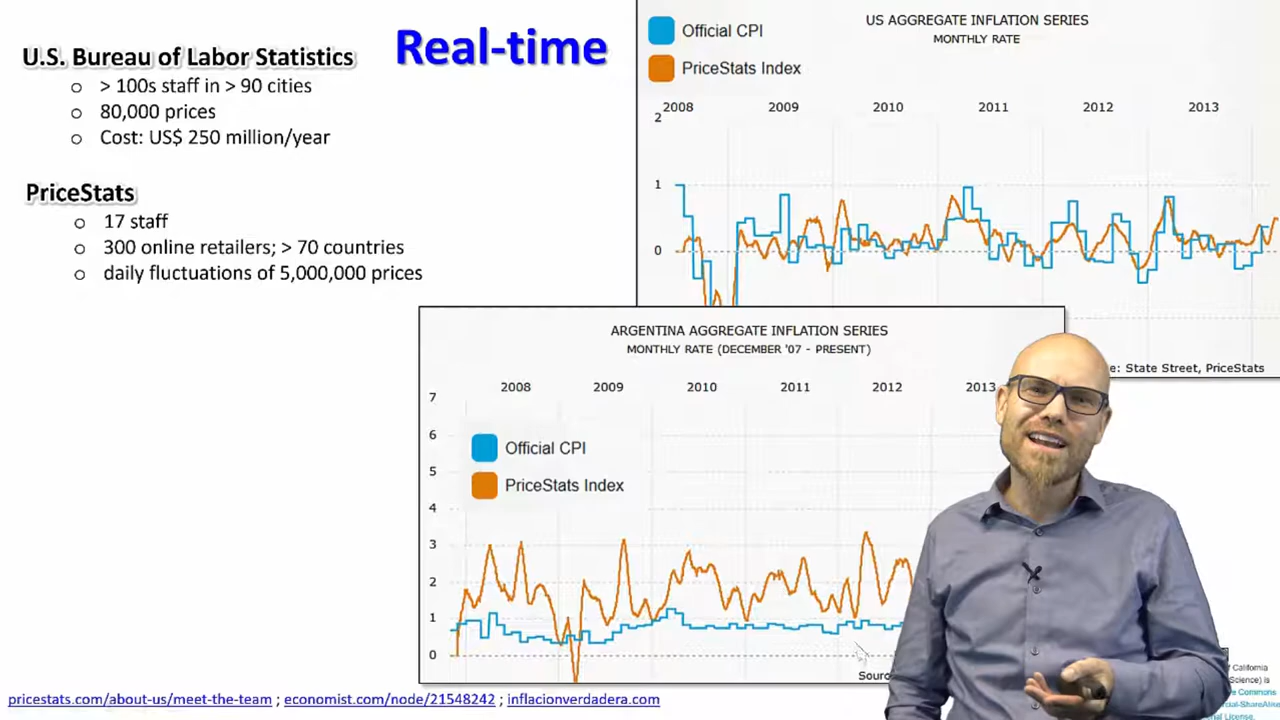 Real-time
U.S. Bureau of Labor Statistics
o > 100s staff in > 90 cities
o 80,000 prices
o Cost: US$ 250 million/year
PriceStats
o 17 staff
o 300 online retailers; > 70 countries
o daily fluctuations of 5,000,000 prices
US AGGREGATE INFLATION SERIES
MONTHLY RATE
Official CPI
PriceStats Index
2008 2009 2010 2011 2012 2013
2
1
0
: State Street, PriceStats
ARGENTINA AGGREGATE INFLATION SERIES
MONTHLY RATE (DECEMBER '07 - PRESENT)
2008 2009 2010 2011 2012 2013
7
6
Official CPI
5
PriceStats Index
4
3
2
1
0
pricestats.com/about-us/meet-the-team ; economist.com/node/21548242 ; inflacionverdadera.com
California
Science) is
Commons
License.